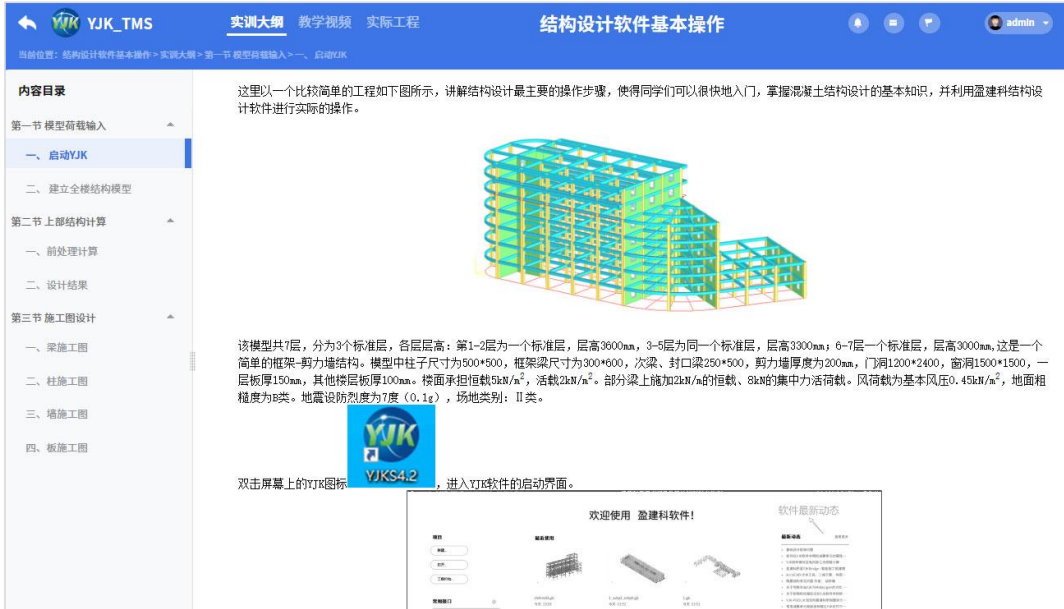 YJK YJK_TMS 实训大纲 教学视频 实际工程 结构设计软件基本操作 admin
当前位置：结构设计软件基本操作>实训大纲>第一节 模型荷载输入>一、启动YJK
内容目录
第一节 模型荷载输入
一、启动YJK
二、建立全楼结构模型
第二节 上部结构计算
一、前处理计算
二、设计结果
第三节 施工图设计
一、梁施工图
二、柱施工图
三、墙施工图
四、板施工图
这里以一个比较简单的工程如下图所示，讲解结构设计最主要的操作步骤，使得同学们可以很快地入门，掌握混凝土结构设计的基本知识，并利用盈建科结构设
计软件进行实际的操作。
该模型共7层，分为3个标准层，各层层高：第1-2层为一个标准层，层高3600mm，3-5层为同一个标准层，层高3300mm；6-7层一个标准层，层高3000mm,这是一个
简单的框架-剪力墙结构。模型中柱子尺寸为500*500，框架梁尺寸为300*600，次梁、封口梁250*500，剪力墙厚度为200mm，门洞1200*2400，窗洞1500*1500，一
层板厚150mm，其他楼层板厚100mm。楼面承担恒载5kN/m²，活载2kN/m²。部分梁上施加2kN/m的恒载、8kN的集中力活荷载。风荷载为基本风压0.45kN/m²，地面粗
糙度为B类。地震设防烈度为7度（0.1g），场地类别：Ⅱ类。
YJK
YJKS4.2
双击屏幕上的YJK图标，进入YJK软件的启动界面。
欢迎使用 盈建科软件！
软件最新动态
项目
最近使用
最新动态
常用接口